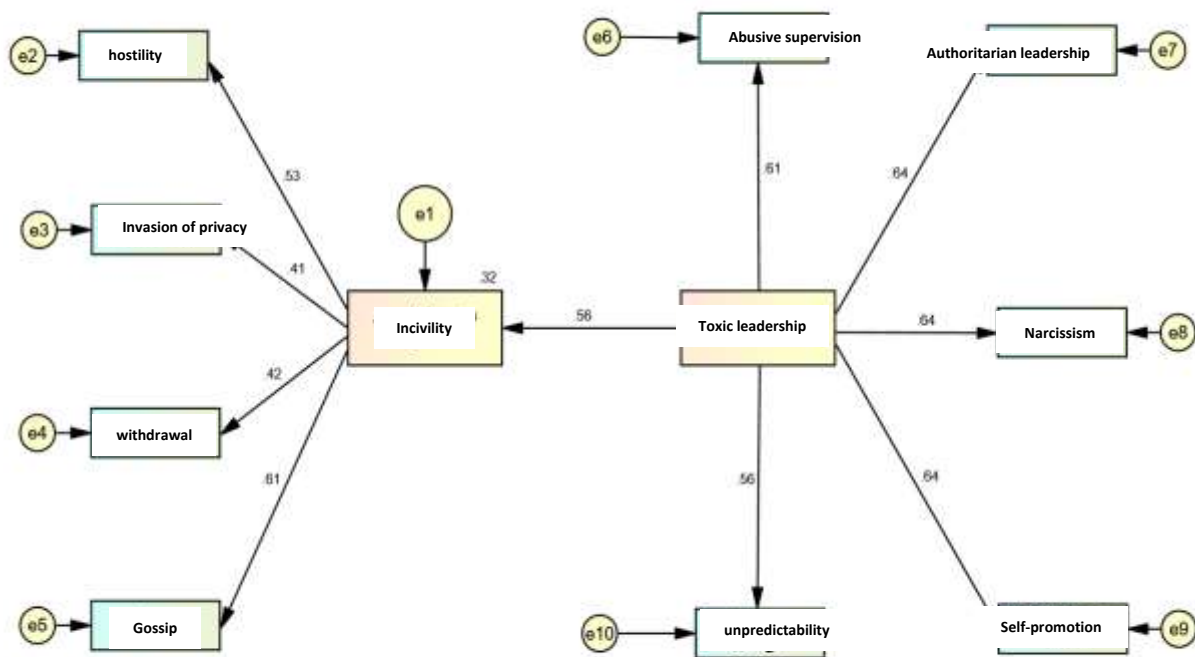 e2
hostility
e6
Abusive supervision
Authoritarian leadership
e7
.53
.61
.64
e3
Invasion of privacy
e1
.41
.32
Incivility
.56
Toxic leadership
.64
Narcissism
e8
.42
e4
withdrawal
.61
.56
.64
e5
Gossip
e10
unpredictability
Self-promotion
e9